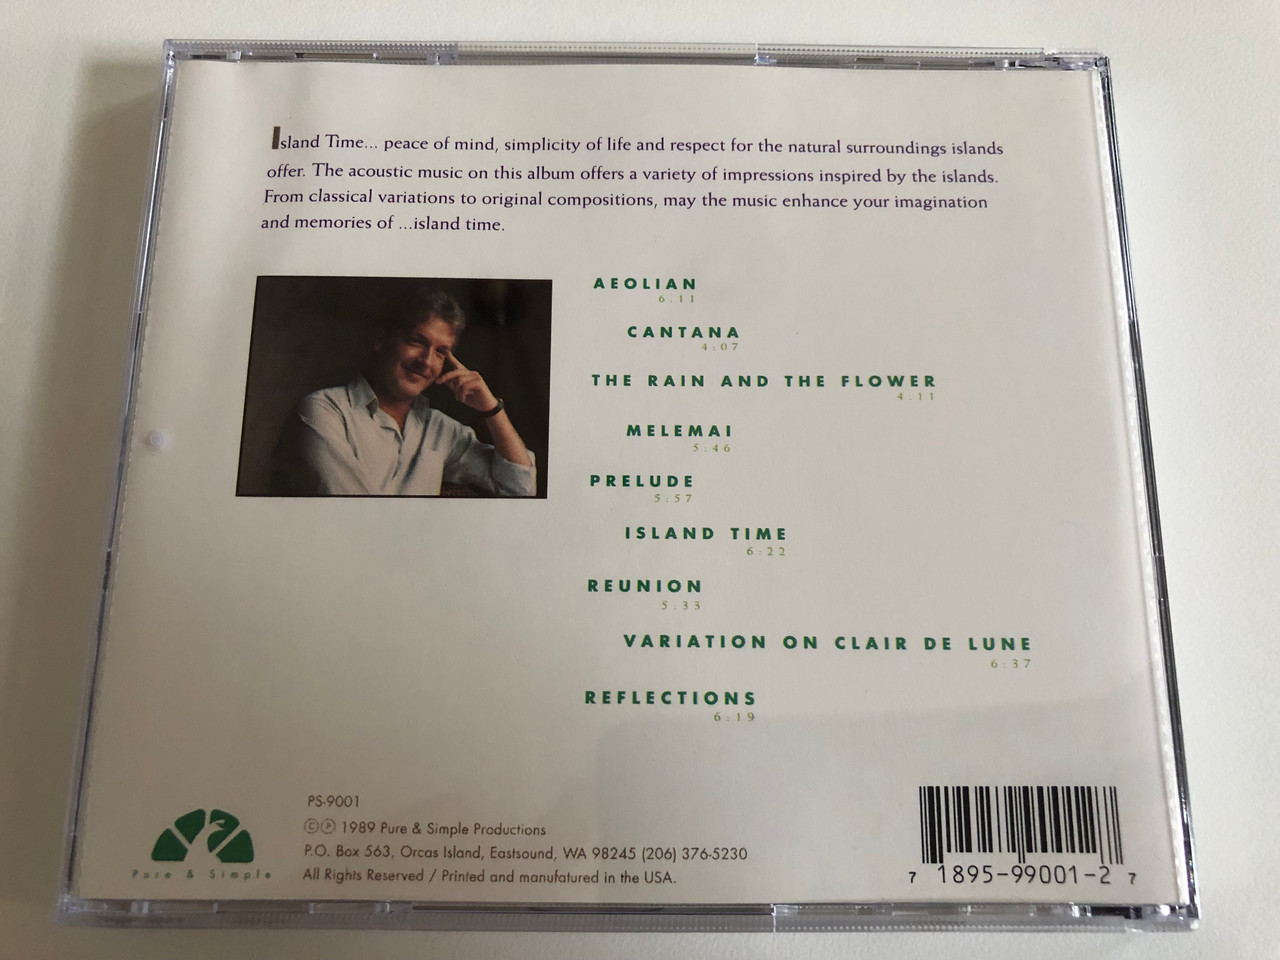 Island Time... peace of mind, simplicity of life and respect for the natural surroundings islands
offer. The acoustic music on this album offers a variety of impressions inspired by the islands.
From classical variations to original compositions, may the music enhance your imagination
and memories of ...island time.
AEOLIAN
6:11
CANTANA
4:07
THE RAIN AND THE FLOWER
4:11
MELEMAI
5:46
PRELUDE
5:57
ISLAND TIME
6:22
REUNION
5:33
VARIATION ON CLAIR DE LUNE
6:37
REFLECTIONS
6:19
PS-9001
©℗ 1989 Pure & Simple Productions
P.O. Box 563, Orcas Island, Eastsound, WA 98245 (206) 376-5230
All Rights Reserved / Printed and manufatured in the USA.
Pure & Simple
7 1895-99001-2 7